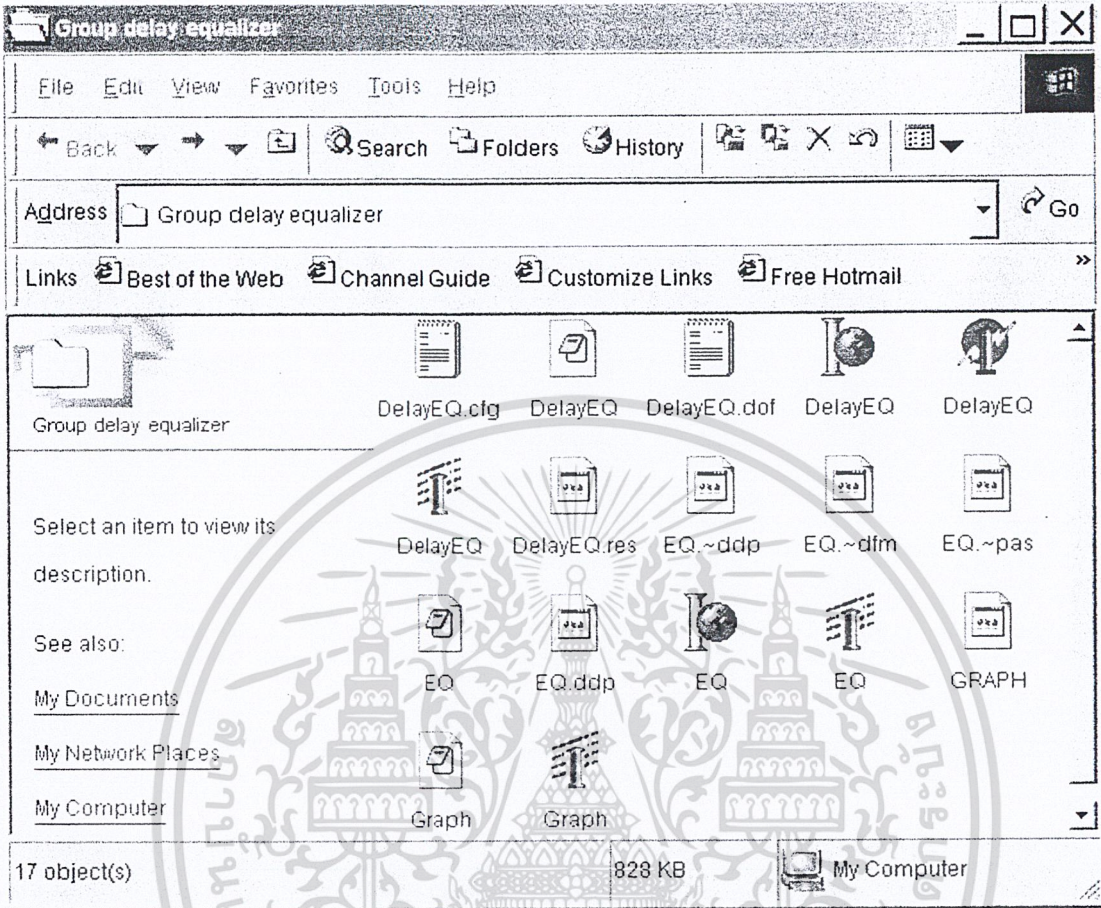 Group delay equalizer
File Edit View Favorites Tools Help
Back Search Folders History
Address Group delay equalizer Go
Links Best of the Web Channel Guide Customize Links Free Hotmail »
Group delay equalizer
Select an item to view its
description.
See also:
My Documents
My Network Places
My Computer
DelayEQ.cfg DelayEQ DelayEQ.dof DelayEQ DelayEQ
DelayEQ DelayEQ.res EQ.~ddp EQ.~dfm EQ.~pas
EQ EQ.ddp EQ EQ GRAPH
Graph Graph
17 object(s) 828 KB My Computer